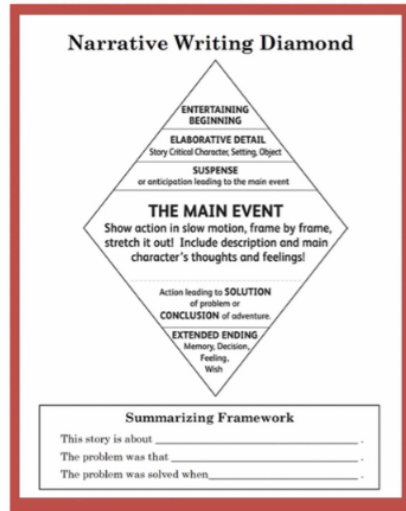 Narrative Writing Diamond
ENTERTAINING
BEGINNING
ELABORATIVE DETAIL
Story Critical Character, Setting, Object
SUSPENSE
or anticipation leading to the main event
THE MAIN EVENT
Show action in slow motion, frame by frame,
stretch it out! Include description and main
character's thoughts and feelings!
Action leading to SOLUTION
of problem or
CONCLUSION of adventure.
EXTENDED ENDING
Memory, Decision,
Feeling,
Wish
Summarizing Framework
This story is about ____________________ .
The problem was that ____________________ .
The problem was solved when____________________ .